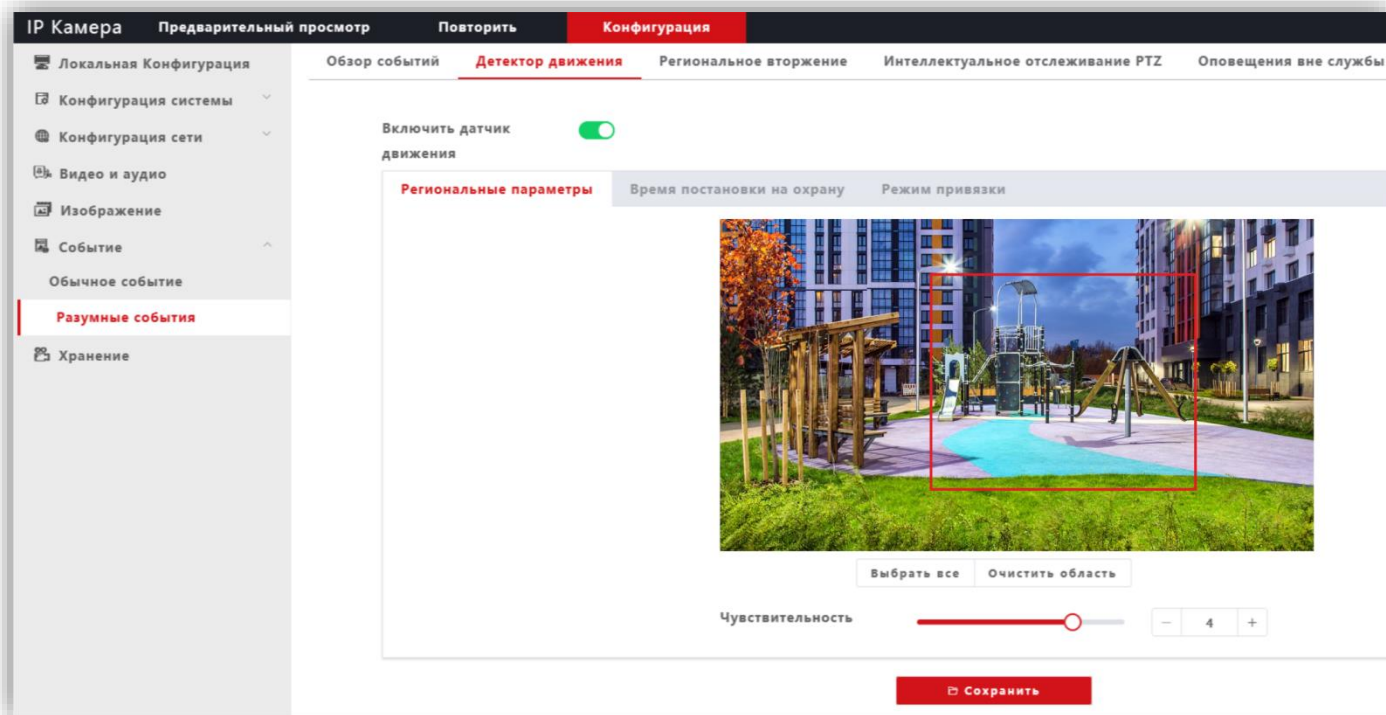 IP Камера Предварительный просмотр Повторить Конфигурация
Локальная Конфигурация
Конфигурация системы
Конфигурация сети
Видео и аудио
Изображение
Событие
Обычное событие
Разумные события
Хранение
Обзор событий Детектор движения Региональное вторжение Интеллектуальное отслеживание PTZ Оповещения вне службы
Включить датчик
движения
Региональные параметры Время постановки на охрану Режим привязки
Выбрать все Очистить область
Чувствительность − 4 +
Сохранить